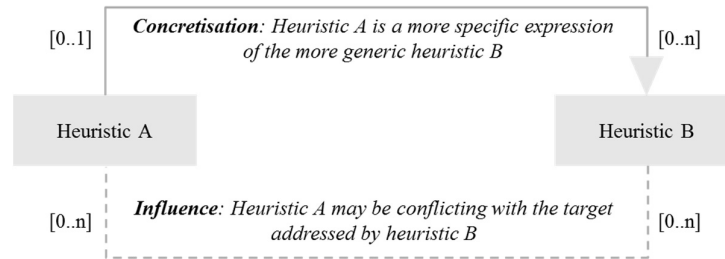 [0..1]
Concretisation: Heuristic A is a more specific expression
of the more generic heuristic B
[0..n]
Heuristic A
Heuristic B
[0..n]
Influence: Heuristic A may be conflicting with the target
addressed by heuristic B
[0..n]